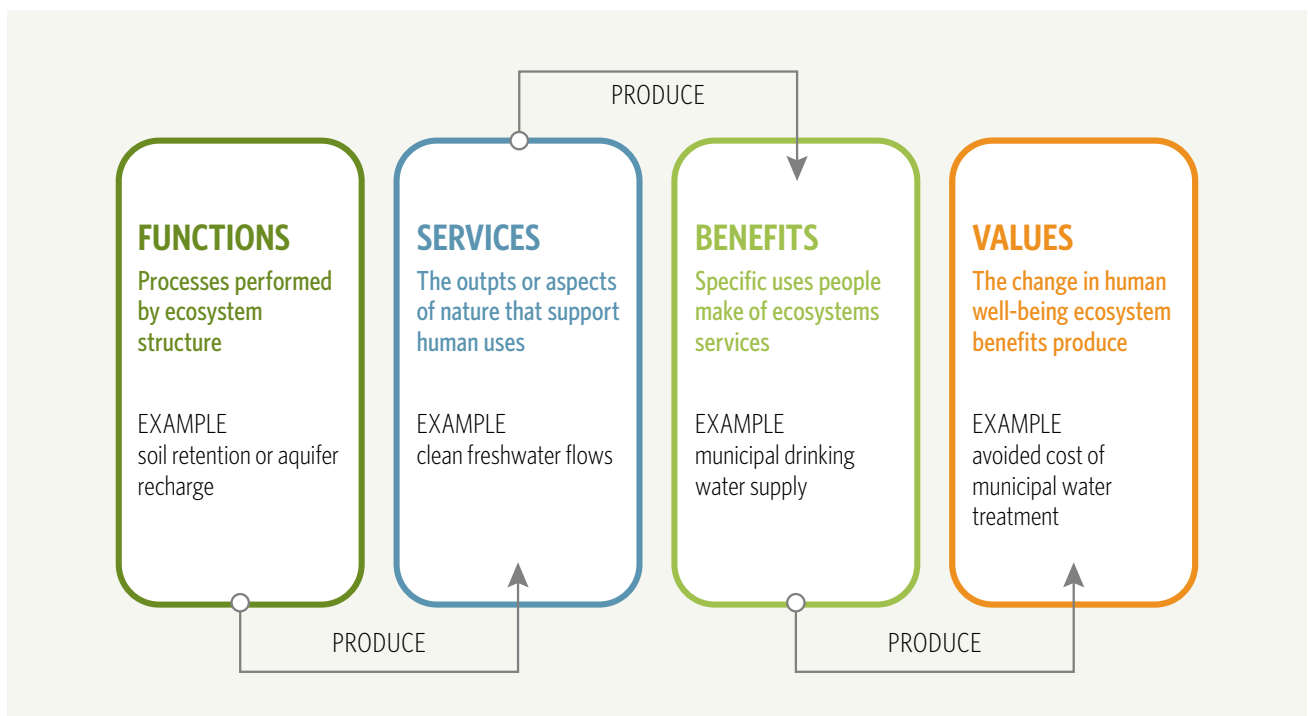 PRODUCE
FUNCTIONS
Processes performed
by ecosystem
structure
EXAMPLE
soil retention or aquifer
recharge
SERVICES
The outpts or aspects
of nature that support
human uses
EXAMPLE
clean freshwater flows
BENEFITS
Specific uses people
make of ecosystems
services
EXAMPLE
municipal drinking
water supply
VALUES
The change in human
well-being ecosystem
benefits produce
EXAMPLE
avoided cost of
municipal water
treatment
PRODUCE
PRODUCE